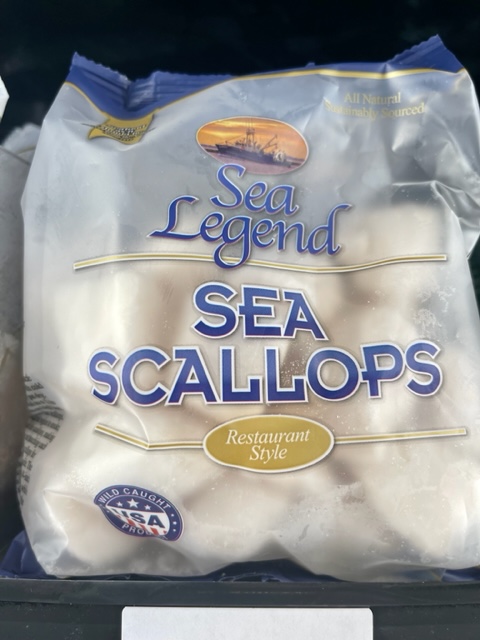 All Natural
Sustainably Sourced
Sea
Legend
SEA
SCALLOPS
Restaurant
Style
WILD CAUGHT
USA